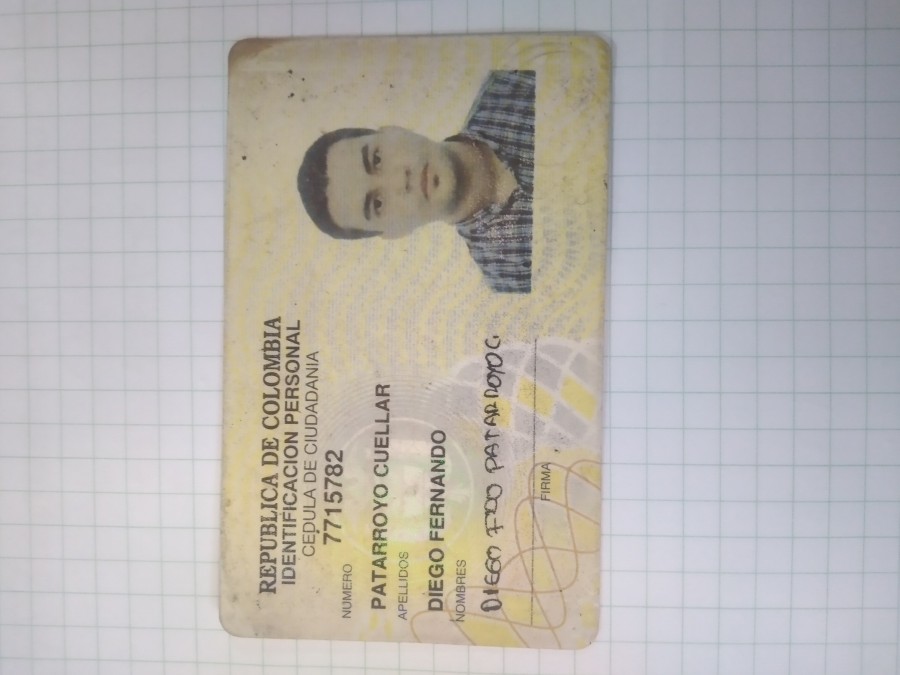 REPUBLICA DE COLOMBIA
IDENTIFICACION PERSONAL
CEDULA DE CIUDADANIA
NUMERO 7715782
PATARROYO CUELLAR
APELLIDOS
DIEGO FERNANDO
NOMBRES
DIEGO FDO PATARROYO C
FIRMA